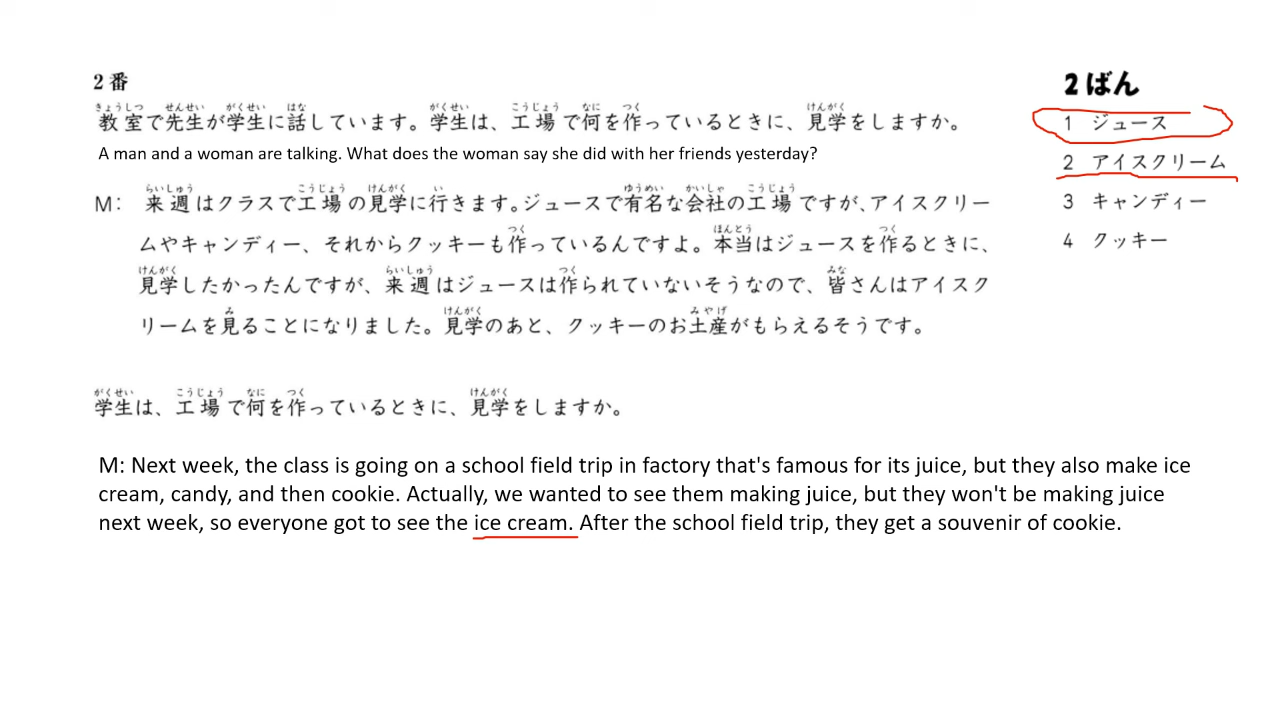 2番
教室で先生が学生に話しています。学生は、工場で何を作っているときに、見学をしますか。
A man and a woman are talking. What does the woman say she did with her friends yesterday?
M： 来週はクラスで工場の見学に行きます。ジュースで有名な会社の工場ですが、アイスクリー
ムやキャンディー、それからクッキーも作っているんですよ。本当はジュースを作るときに、
見学したかったんですが、来週はジュースは作られていないそうなので、皆さんはアイスク
リームを見ることになりました。見学のあと、クッキーのお土産がもらえるそうです。
学生は、工場で何を作っているときに、見学をしますか。
M: Next week, the class is going on a school field trip in factory that's famous for its juice, but they also make ice
cream, candy, and then cookie. Actually, we wanted to see them making juice, but they won't be making juice
next week, so everyone got to see the ice cream. After the school field trip, they get a souvenir of cookie.
2ばん
1 ジュース
2 アイスクリーム
3 キャンディー
4 クッキー